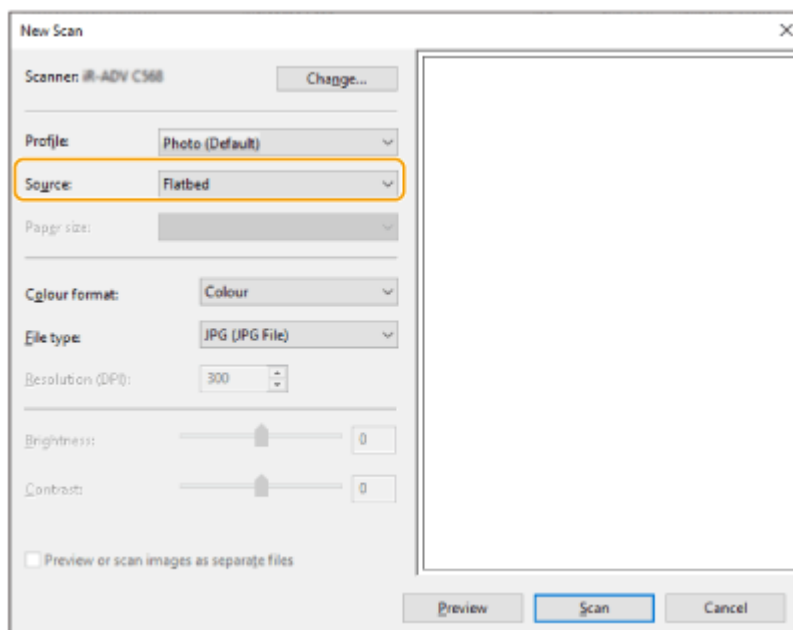 New Scan
Scanner: iR-ADV C568
Change...
Profile: Photo (Default)
Source: Flatbed
Paper size:
Colour format: Colour
File type: JPG (JPG File)
Resolution (DPI): 300
Brightness: 0
Contrast: 0
Preview or scan images as separate files
Preview Scan Cancel